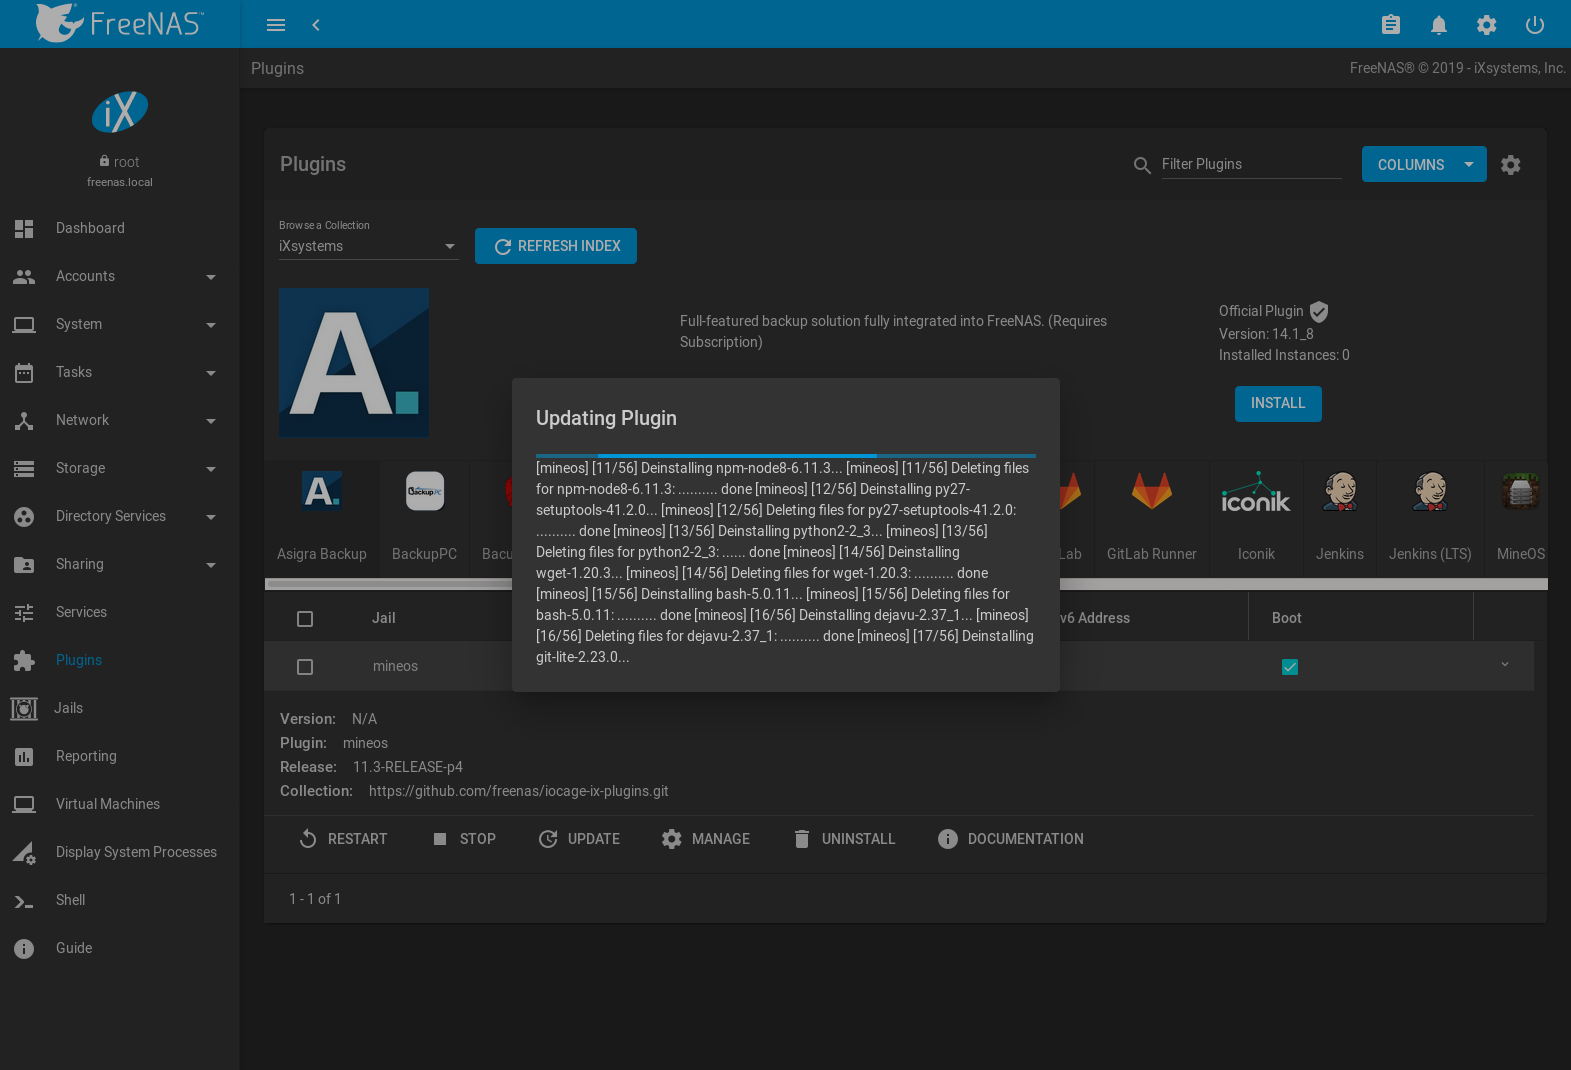 FreeNAS™
Plugins
FreeNAS® © 2019 - iXsystems, Inc.
iX
root
freenas.local
Dashboard
Accounts
System
Tasks
Network
Storage
Directory Services
Sharing
Services
Plugins
Jails
Reporting
Virtual Machines
Display System Processes
Shell
Guide
Plugins
Filter Plugins
COLUMNS
Browse a Collection
iXsystems
REFRESH INDEX
A.
Full-featured backup solution fully integrated into FreeNAS. (Requires
Subscription)
Official Plugin
Version: 14.1_8
Installed Instances: 0
INSTALL
Updating Plugin
[mineos] [11/56] Deinstalling npm-node8-6.11.3... [mineos] [11/56] Deleting files
for npm-node8-6.11.3: .......... done [mineos] [12/56] Deinstalling py27-
setuptools-41.2.0... [mineos] [12/56] Deleting files for py27-setuptools-41.2.0:
.......... done [mineos] [13/56] Deinstalling python2-2_3... [mineos] [13/56]
Deleting files for python2-2_3: ...... done [mineos] [14/56] Deinstalling
wget-1.20.3... [mineos] [14/56] Deleting files for wget-1.20.3: .......... done
[mineos] [15/56] Deinstalling bash-5.0.11... [mineos] [15/56] Deleting files for
bash-5.0.11: .......... done [mineos] [16/56] Deinstalling dejavu-2.37_1... [mineos]
[16/56] Deleting files for dejavu-2.37_1: .......... done [mineos] [17/56] Deinstalling
git-lite-2.23.0...
A.
BackupPC
iconik
Asigra Backup
BackupPC
Bacu
Lab
GitLab Runner
Iconik
Jenkins
Jenkins (LTS)
MineOS
Jail
v6 Address
Boot
mineos
Version: N/A
Plugin: mineos
Release: 11.3-RELEASE-p4
Collection: https://github.com/freenas/iocage-ix-plugins.git
RESTART
STOP
UPDATE
MANAGE
UNINSTALL
DOCUMENTATION
1 - 1 of 1